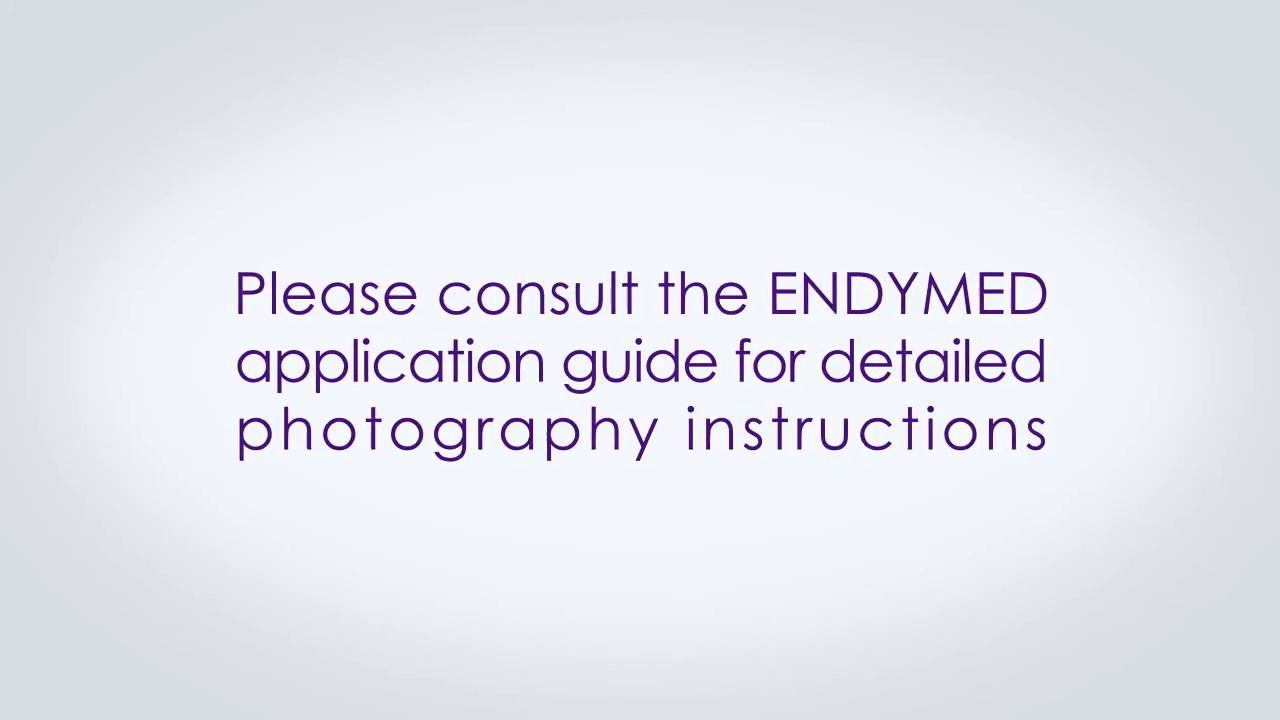 Please consult the ENDYMED
application guide for detailed
photography instructions